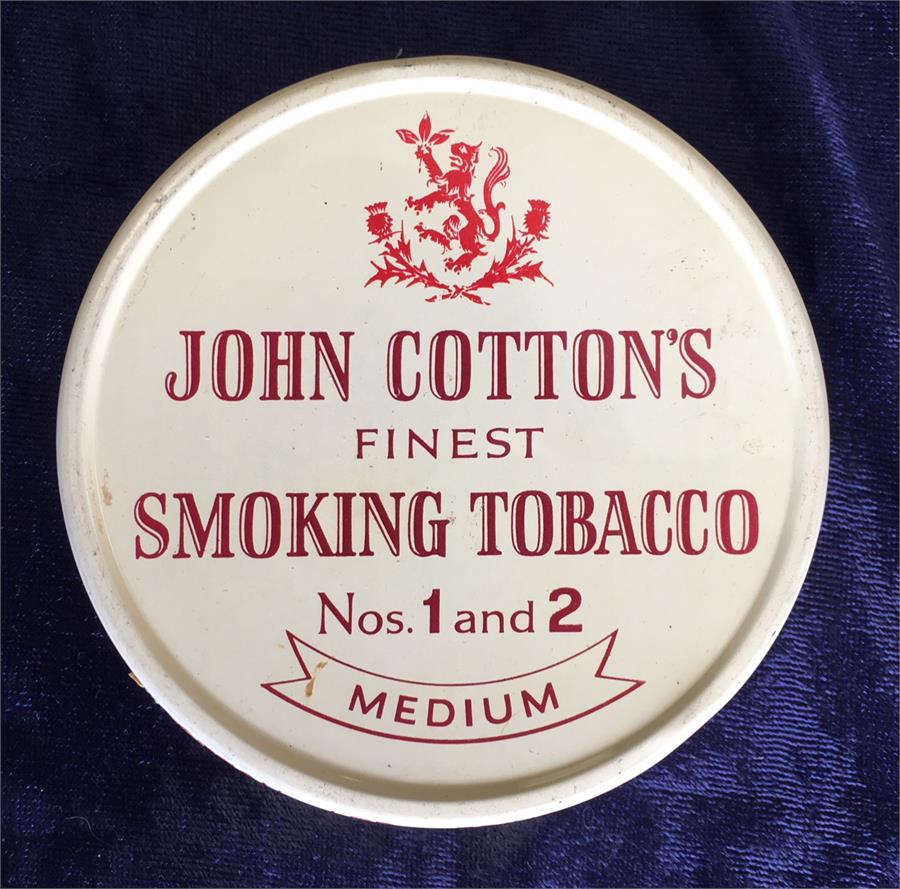 JOHN COTTON'S
FINEST
SMOKING TOBACCO
Nos. 1 and 2
MEDIUM